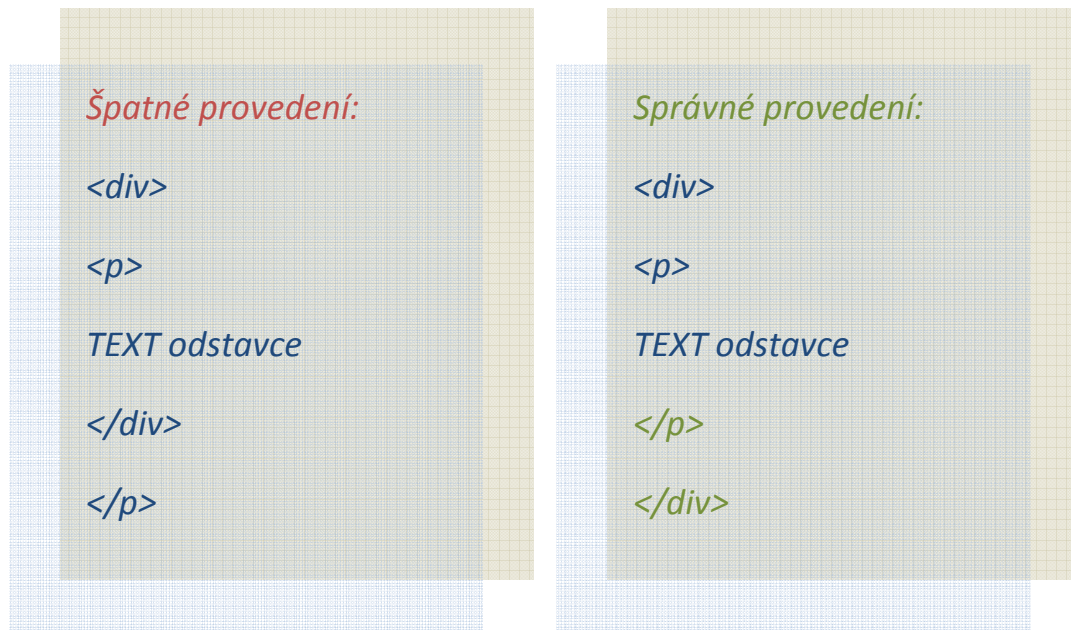 Špatné provedení:
<div>
<p>
TEXT odstavce
</div>
</p>
Správné provedení:
<div>
<p>
TEXT odstavce
</p>
</div>